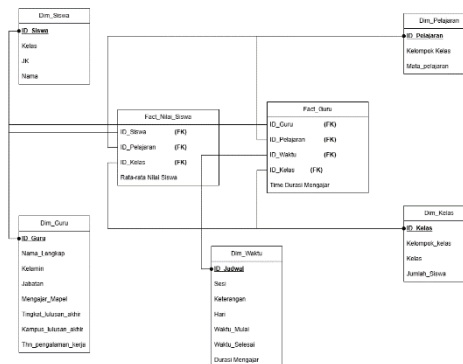 Dim_Siswa
ID_Siswa
Kelas
JK
Nama
Dim_Pelajaran
ID_Pelajaran
Kelompok Kelas
Mata_pelajaran
Fact_Nilai_Siswa
ID_Siswa (FK)
ID_Pelajaran (FK)
ID_Kelas (FK)
Rata-rata Nilai Siswa
Fact_Guru
ID_Guru (FK)
ID_Pelajaran (FK)
ID_Waktu (FK)
ID_Kelas (FK)
Time Durasi Mengajar
Dim_Guru
ID_Guru
Nama_Langkap
Kelamin
Jabatan
Mengajar_Mapel
Tingkat_lulusan_akhir
Kampus_lulusan_akhir
Thn_pengalaman_kerja
Dim_Waktu
ID_Judwul
Sesi
Keterangan
Hari
Waktu_Mulai
Waktu_Selesai
Durasi Mengajar
Dim_Kelas
ID_Kelas
Kelompok_kelas
Kelas
Jumlah_Siswa